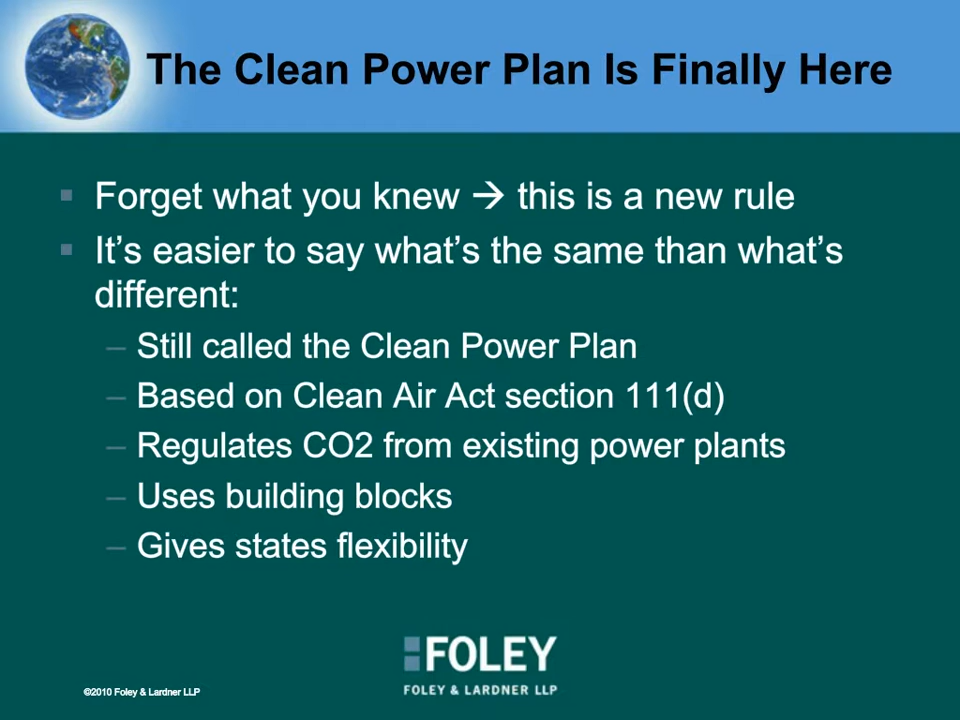 The Clean Power Plan Is Finally Here
▪ Forget what you knew → this is a new rule
▪ It’s easier to say what’s the same than what’s
different:
– Still called the Clean Power Plan
– Based on Clean Air Act section 111(d)
– Regulates CO2 from existing power plants
– Uses building blocks
– Gives states flexibility
FOLEY
FOLEY & LARDNER LLP
©2010 Foley & Lardner LLP